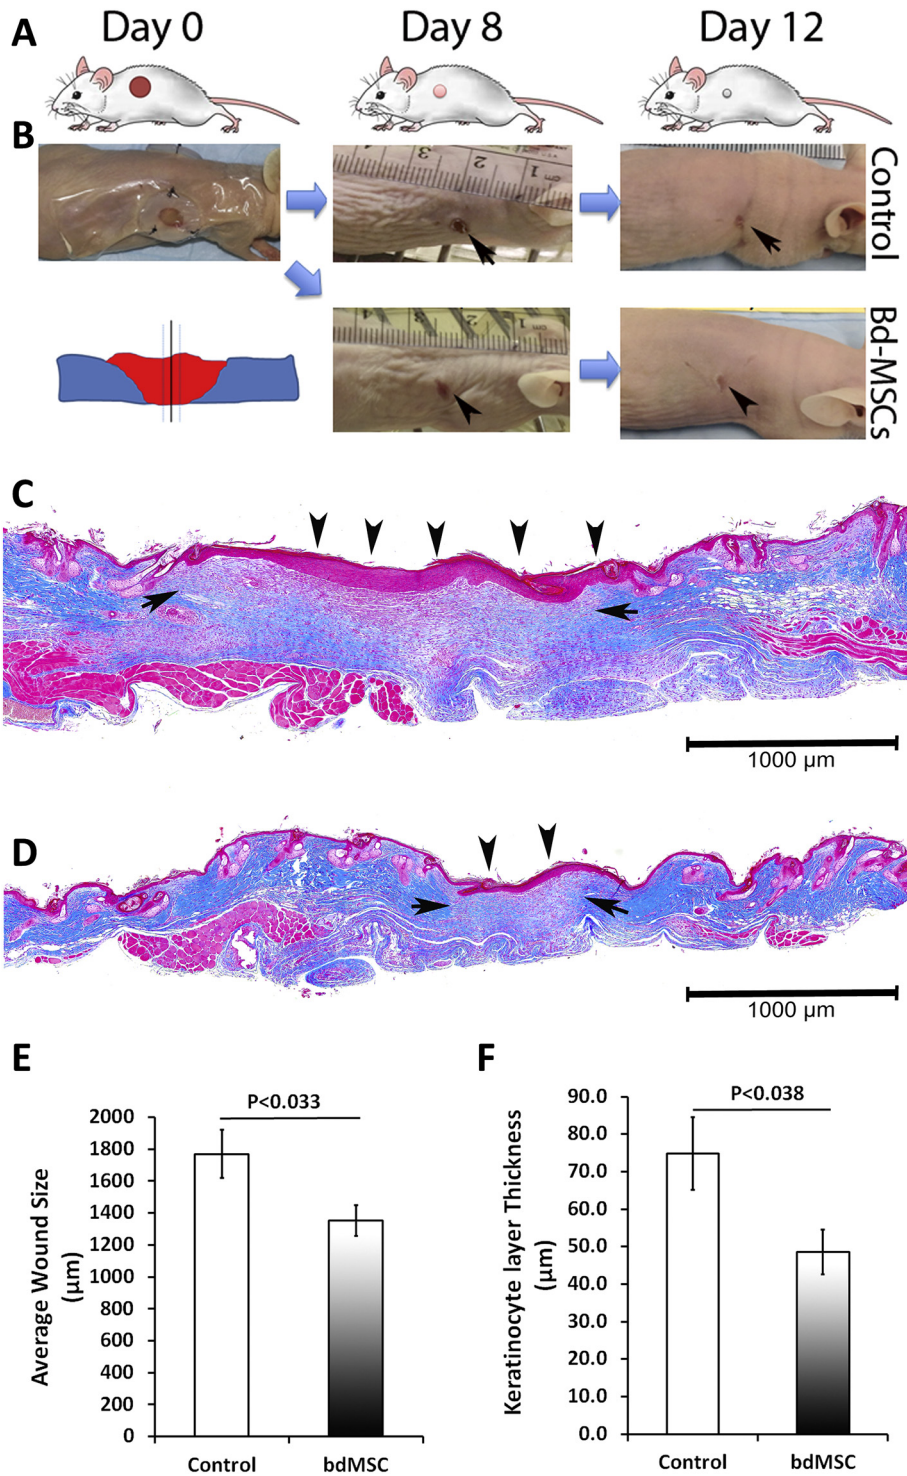 A
Day 0
Day 8
Day 12
B
Control
Bd-MSCs
C
1000 µm
D
1000 µm
E
P<0.033
Average Wound Size
(µm)
2000
1800
1600
1400
1200
1000
800
600
400
200
0
Control
bdMSC
F
P<0.038
Keratinocyte layer Thickness
(µm)
90.0
80.0
70.0
60.0
50.0
40.0
30.0
20.0
10.0
0.0
Control
bdMSC